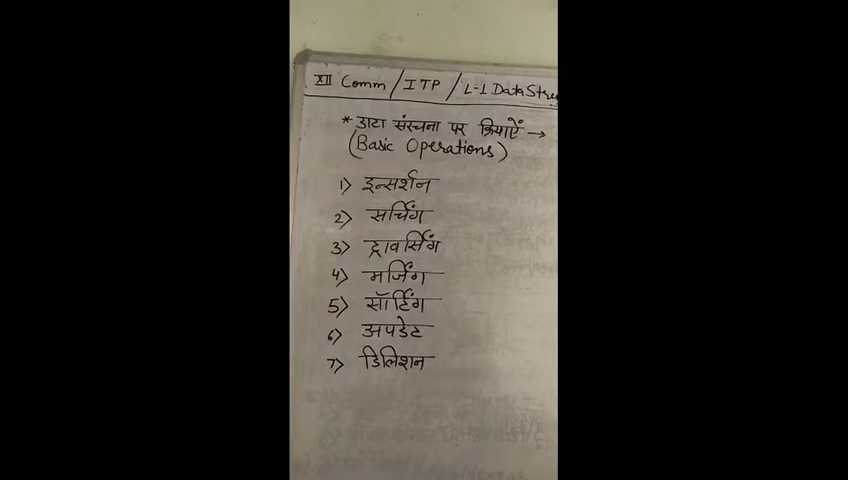 XII Comm / ITP / L-1 Data Stru
* डाटा संरचना पर क्रियाऐं →
(Basic Operations)
1> इन्सर्शन
2> सर्चिंग
3> ट्रावर्सिंग
4> मर्जिंग
5> सॉर्टिंग
6> अपडेट
7> डिलिशन